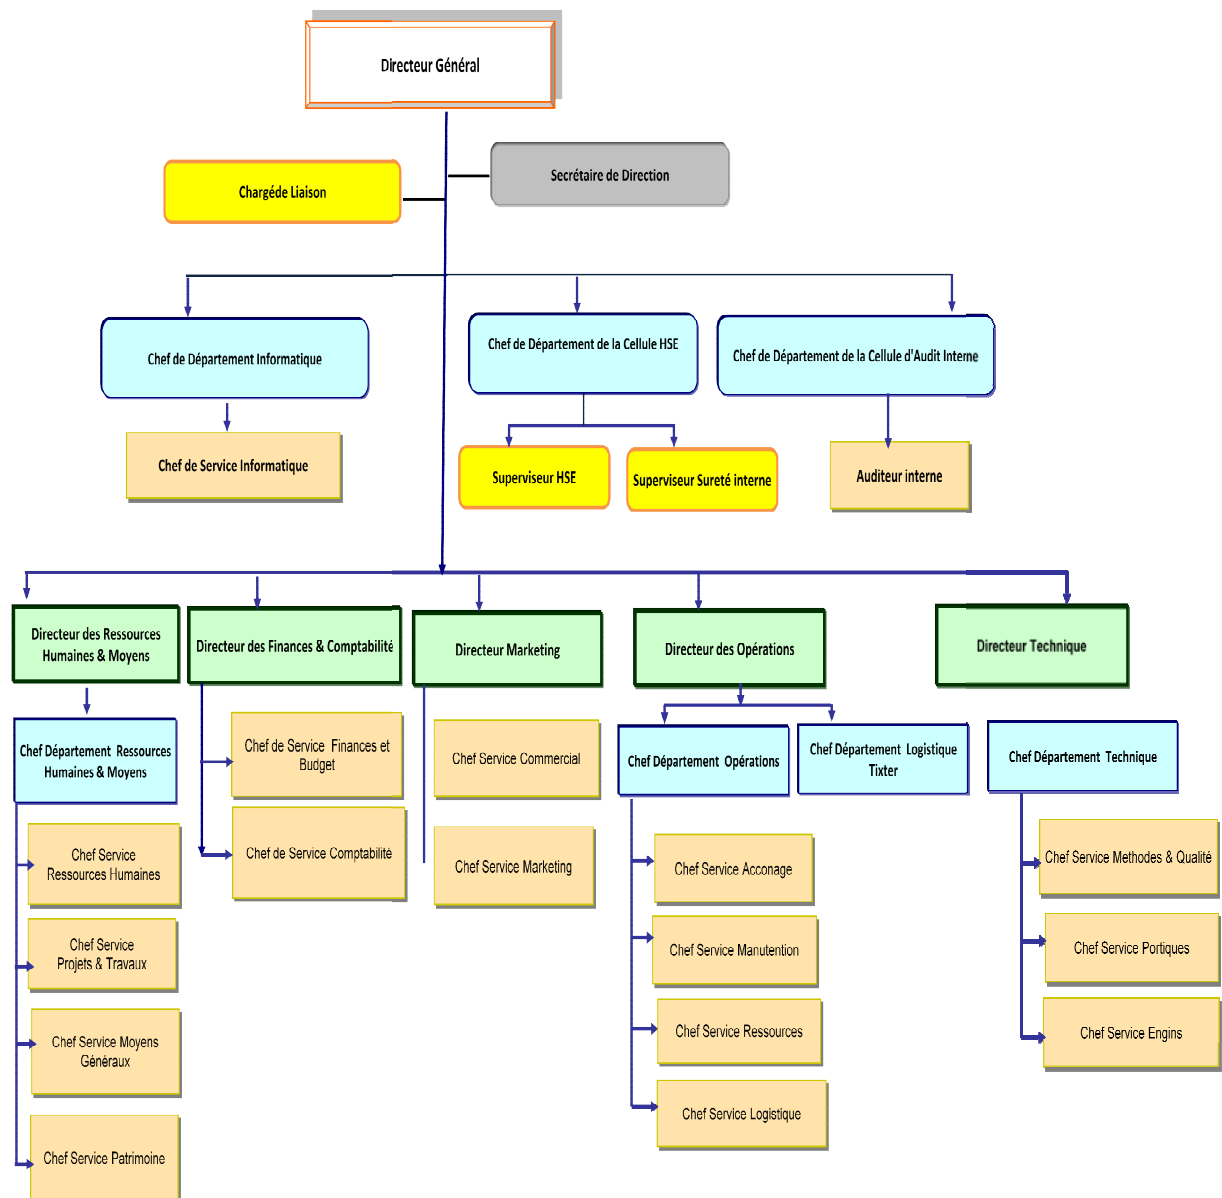 Directeur Général
Secrétaire de Direction
Chargéde Liaison
Chef de Département Informatique
Chef de Département de la Cellule HSE
Chef de Département de la Cellule d'Audit Interne
Chef de Service Informatique
Superviseur HSE
Superviseur Sureté interne
Auditeur interne
Directeur des Ressources
Humaines & Moyens
Directeur des Finances & Comptabilité
Directeur Marketing
Directeur des Opérations
Directeur Technique
Chef Département Ressources
Humaines & Moyens
Chef de Service Finances et
Budget
Chef Service Commercial
Chef Département Opérations
Chef Département Logistique
Tixter
Chef Département Technique
Chef Service
Ressources Humaines
Chef de Service Comptabilité
Chef Service Marketing
Chef Service Acconage
Chef Service Methodes & Qualité
Chef Service
Projets & Travaux
Chef Service Manutention
Chef Service Portiques
Chef Service Moyens
Généraux
Chef Service Ressources
Chef Service Engins
Chef Service Logistique
Chef Service Patrimoine